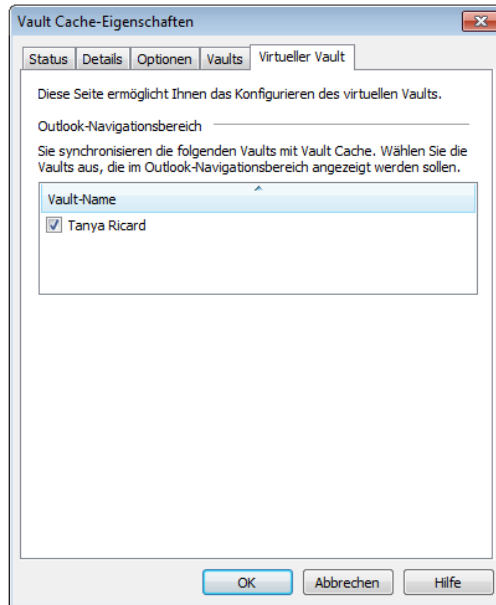 Vault Cache-Eigenschaften
Status Details Optionen Vaults Virtueller Vault
Diese Seite ermöglicht Ihnen das Konfigurieren des virtuellen Vaults.
Outlook-Navigationsbereich
Sie synchronisieren die folgenden Vaults mit Vault Cache. Wählen Sie die
Vaults aus, die im Outlook-Navigationsbereich angezeigt werden sollen.
Vault-Name
Tanya Ricard
OK Abbrechen Hilfe